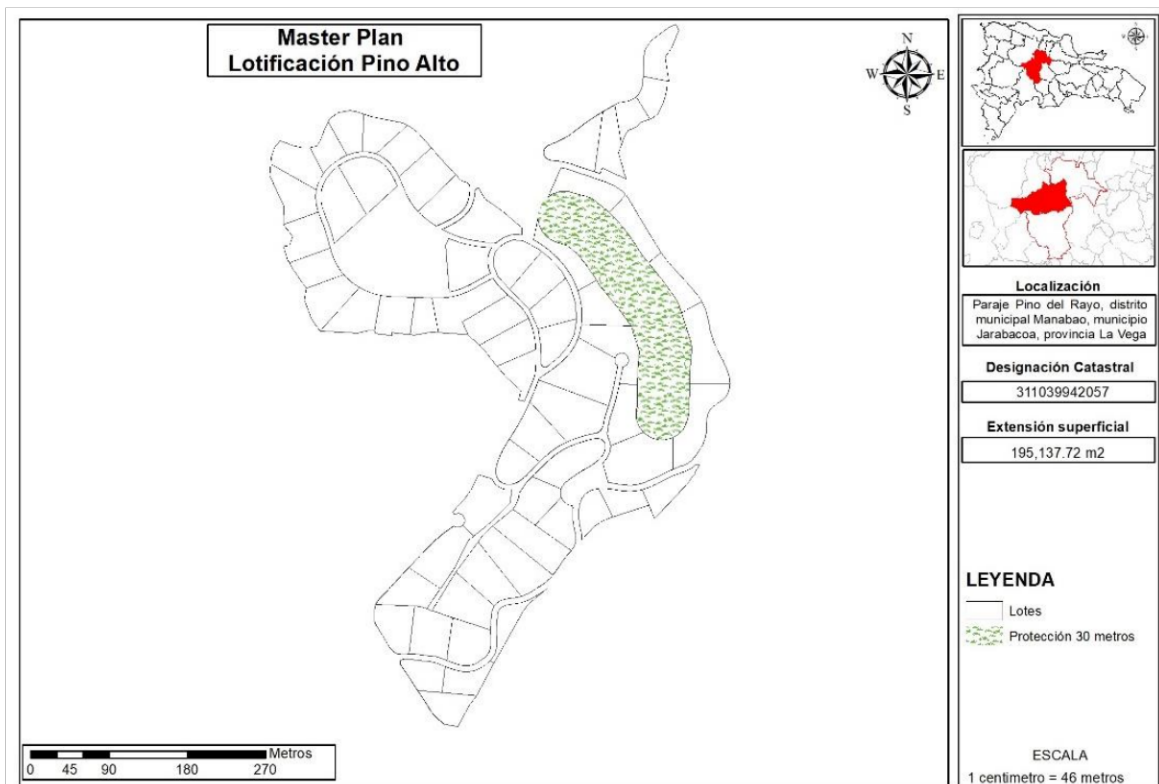 Master Plan
Lotificación Pino Alto
N
W
E
S
Localización
Paraje Pino del Rayo, distrito
municipal Manabao, municipio
Jarabacoa, provincia La Vega
Designación Catastral
311039942057
Extensión superficial
195,137.72 m2
LEYENDA
Lotes
Protección 30 metros
Metros
0 45 90 180 270
ESCALA
1 centimetro = 46 metros